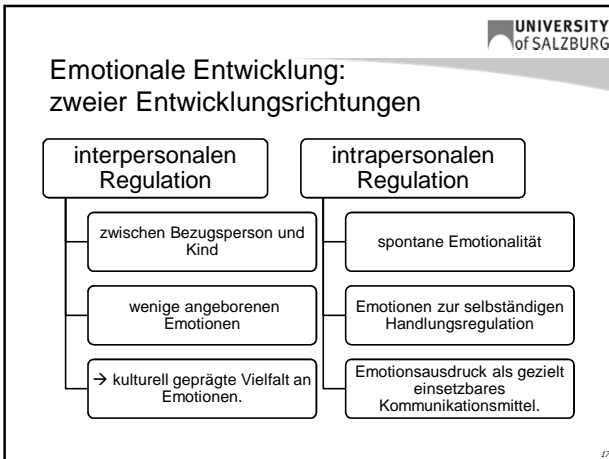 UNIVERSITY
of SALZBURG
Emotionale Entwicklung:
zweier Entwicklungsrichtungen
interpersonalen
Regulation
zwischen Bezugsperson und
Kind
wenige angeborenen
Emotionen
→ kulturell geprägte Vielfalt an
Emotionen.
intrapersonalen
Regulation
spontane Emotionalität
Emotionen zur selbständigen
Handlungsregulation
Emotionsausdruck als gezielt
einsetzbares
Kommunikationsmittel.
17